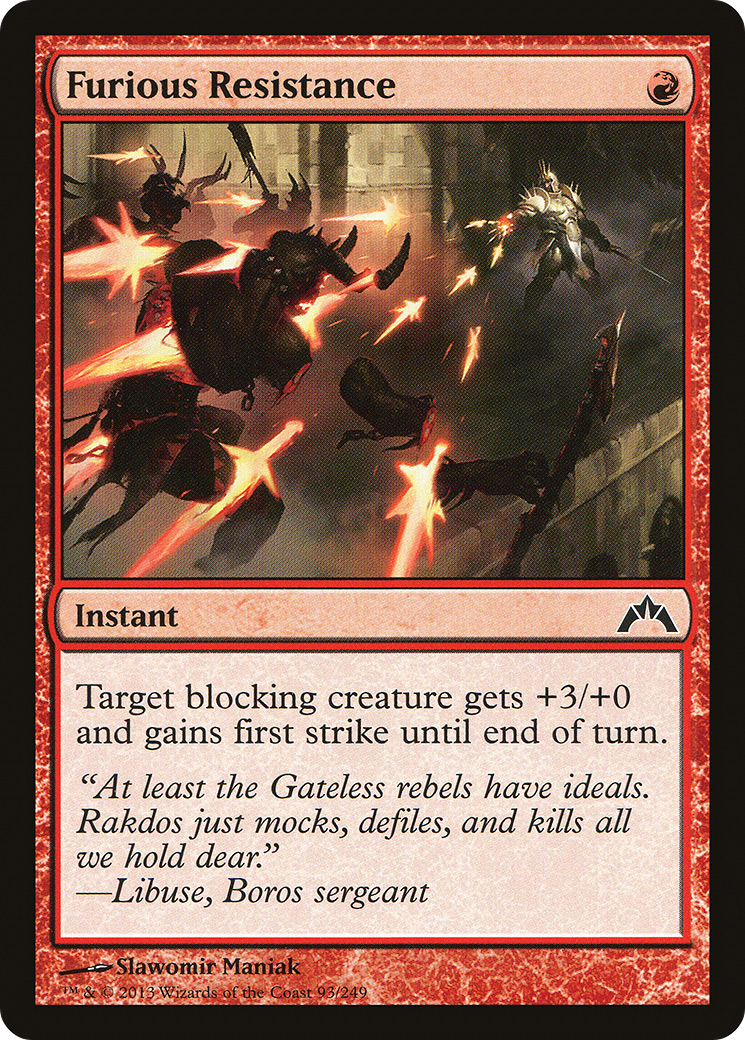 Furious Resistance
Instant
Target blocking creature gets +3/+0
and gains first strike until end of turn.
“At least the Gateless rebels have ideals.
Rakdos just mocks, defiles, and kills all
we hold dear.”
—Libuse, Boros sergeant
Slawomir Maniak
™ & © 2013 Wizards of the Coast 93/249